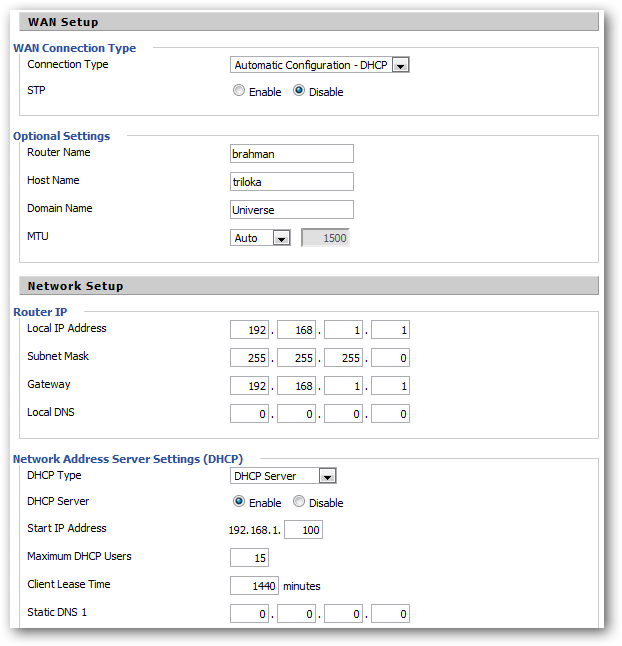 WAN Setup
WAN Connection Type
Connection Type Automatic Configuration - DHCP
STP Enable Disable
Optional Settings
Router Name brahman
Host Name triloka
Domain Name Universe
MTU Auto 1500
Network Setup
Router IP
Local IP Address 192. 168. 1. 1
Subnet Mask 255. 255. 255. 0
Gateway 192. 168. 1. 1
Local DNS 0. 0. 0. 0
Network Address Server Settings (DHCP)
DHCP Type DHCP Server
DHCP Server Enable Disable
Start IP Address 192.168.1. 100
Maximum DHCP Users 15
Client Lease Time 1440 minutes
Static DNS 1 0. 0. 0. 0